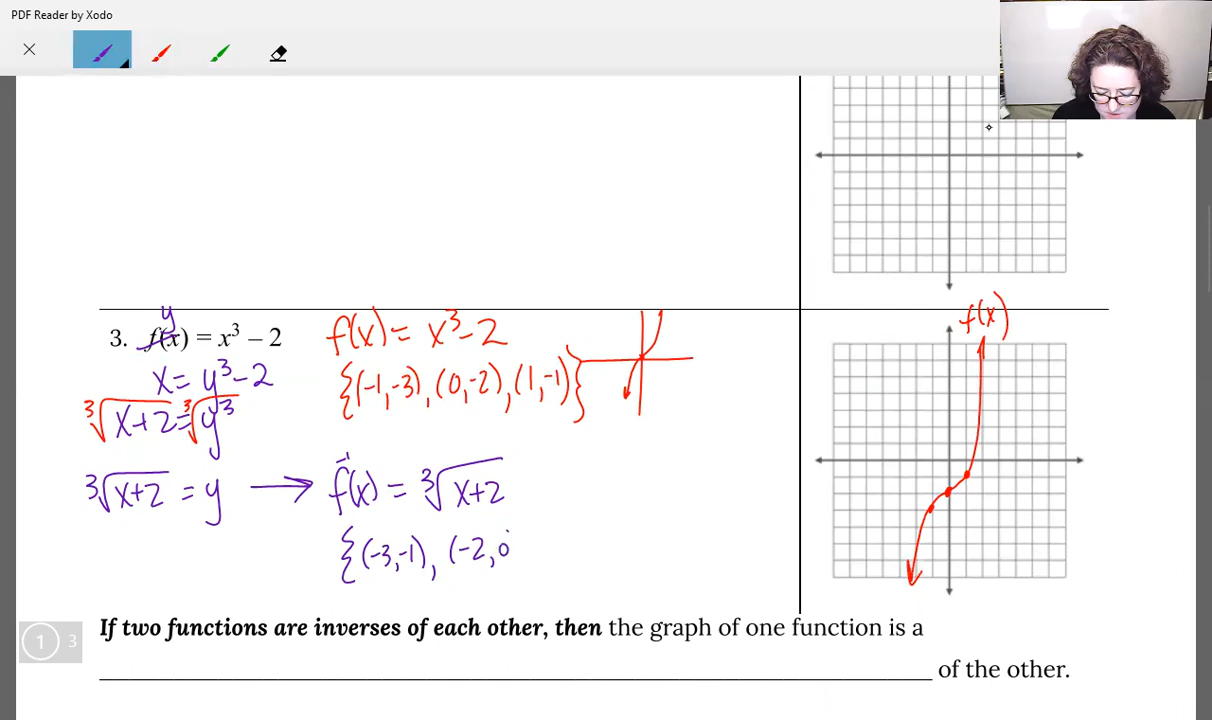 PDF Reader by Xodo
f(x)
y
3. f(x) = x³ – 2
f(x) = x³-2
x = y³-2
{(-1,-3), (0,-2), (1,-1)}
∛x+2 = ∛y³
∛x+2 = y → f⁻¹(x) = ∛x+2
{(-3,-1), (-2,0
If two functions are inverses of each other, then the graph of one function is a
1 3
____________________ of the other.